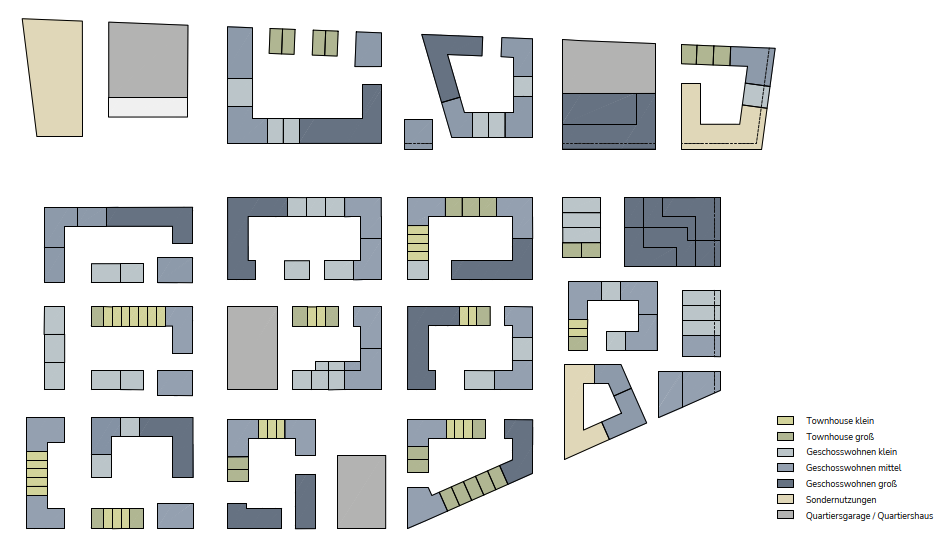 Townhouse klein
Townhouse groß
Geschosswohnen klein
Geschosswohnen mittel
Geschosswohnen groß
Sondernutzungen
Quartiersgarage / Quartiershaus